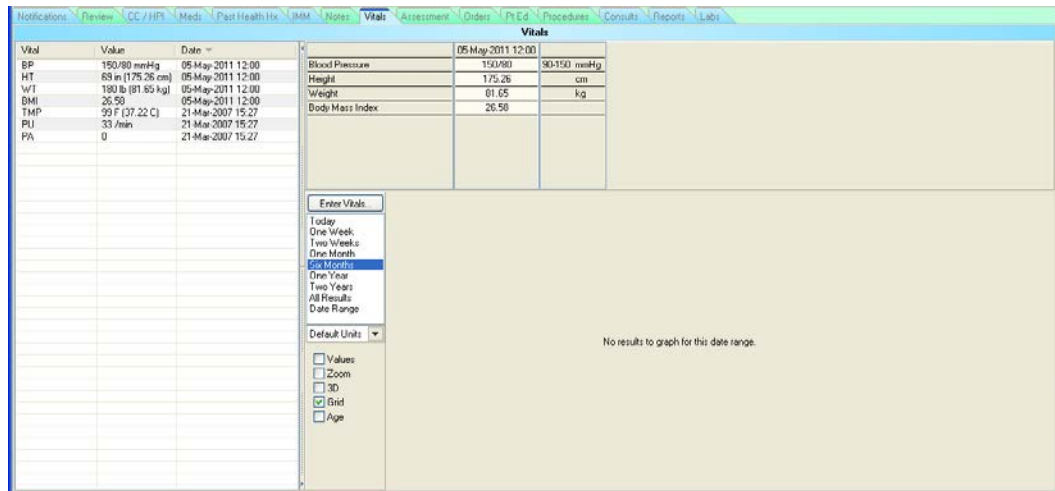 Notifications Review CC / HPI Meds Past Health Hx IMM Notes Vitals Assessment Orders Pt Ed Procedures Consults Reports Labs
Vitals
Vital Value Date
BP 150/80 mmHg 05-May-2011 12:00
HT 69 in (175.26 cm) 05-May-2011 12:00
WT 180 lb (81.65 kg) 05-May-2011 12:00
BMI 26.58 05-May-2011 12:00
TMP 99 F (37.22 C) 21-Mar-2007 15:27
PU 33 /min 21-Mar-2007 15:27
PA 0 21-Mar-2007 15:27
05-May-2011 12:00
Blood Pressure 150/80 90-150 mmHg
Height 175.26 cm
Weight 81.65 kg
Body Mass Index 26.58
Enter Vitals...
Today
One Week
Two Weeks
One Month
Six Months
One Year
Two Years
All Results
Date Range
Default Units
Values
Zoom
3D
Grid
Age
No results to graph for this date range.